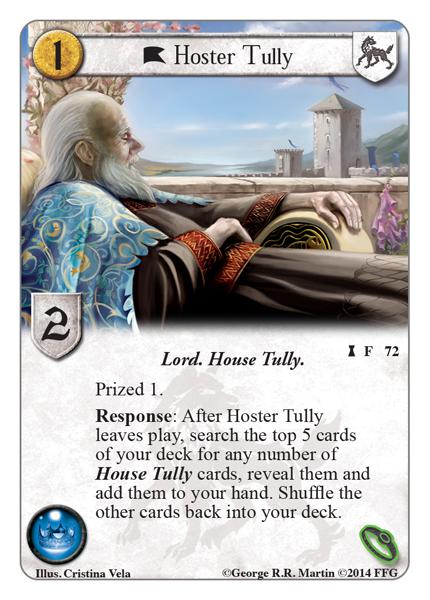 1
Hoster Tully
2
Lord. House Tully.
F 72
Prized 1.
Response: After Hoster Tully
leaves play, search the top 5 cards
of your deck for any number of
House Tully cards, reveal them and
add them to your hand. Shuffle the
other cards back into your deck.
Illus. Cristina Vela
©George R.R. Martin ©2014 FFG